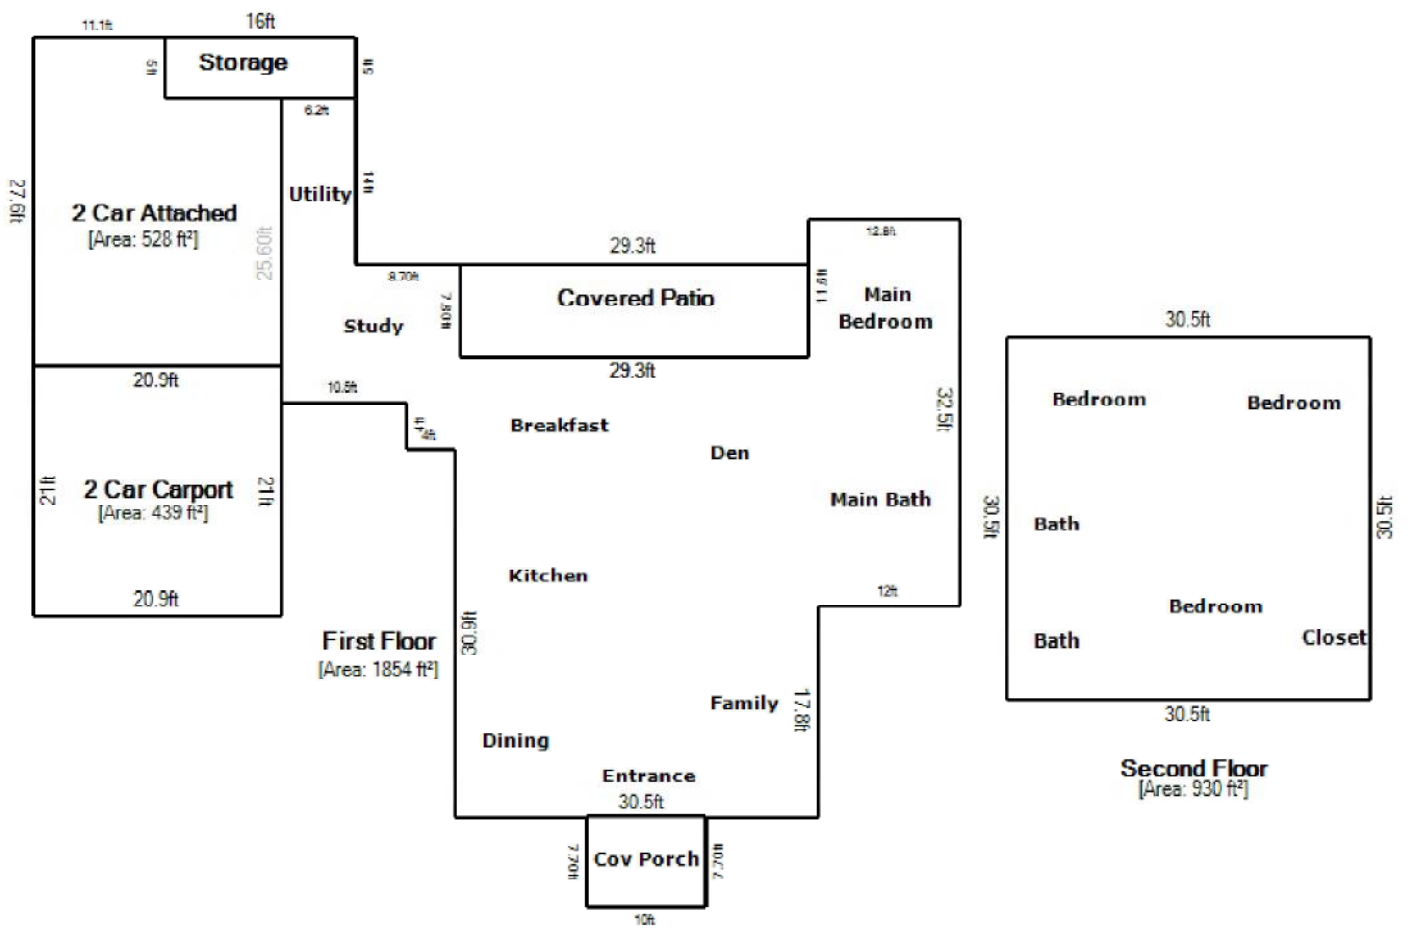 11.1ft
16ft
5ft
Storage
5ft
6.2ft
27.6ft
2 Car Attached
[Area: 528 ft²]
25.60ft
Utility
14ft
20.9ft
21ft
2 Car Carport
[Area: 439 ft²]
21ft
20.9ft
8.70ft
Study
10.5ft
4ft
4ft
29.3ft
7.80ft
Covered Patio
29.3ft
11.6ft
12.8ft
Main
Bedroom
32.5ft
Breakfast
Den
Main Bath
Kitchen
12ft
30.9ft
First Floor
[Area: 1854 ft²]
Family
17.8ft
Dining
Entrance
30.5ft
7.70ft
Cov Porch
7.70ft
10ft
30.5ft
Bedroom
Bedroom
30.5ft
Bath
30.5ft
Bedroom
Bath
Closet
30.5ft
Second Floor
[Area: 930 ft²]